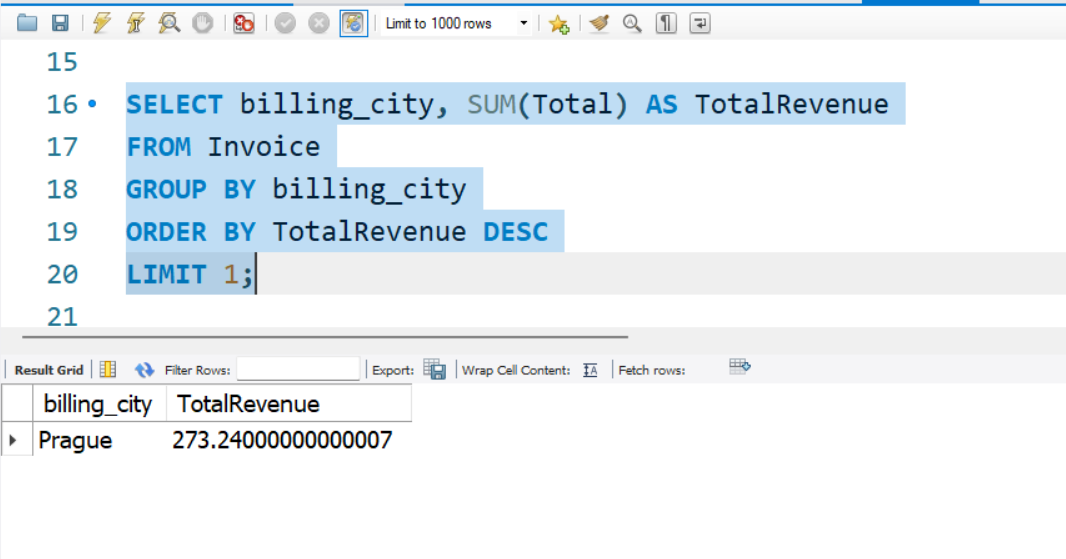 Limit to 1000 rows
15
16 SELECT billing_city, SUM(Total) AS TotalRevenue
17 FROM Invoice
18 GROUP BY billing_city
19 ORDER BY TotalRevenue DESC
20 LIMIT 1;
21
Result Grid Filter Rows: Export: Wrap Cell Content: IA Fetch rows:
billing_city TotalRevenue
Prague 273.24000000000007